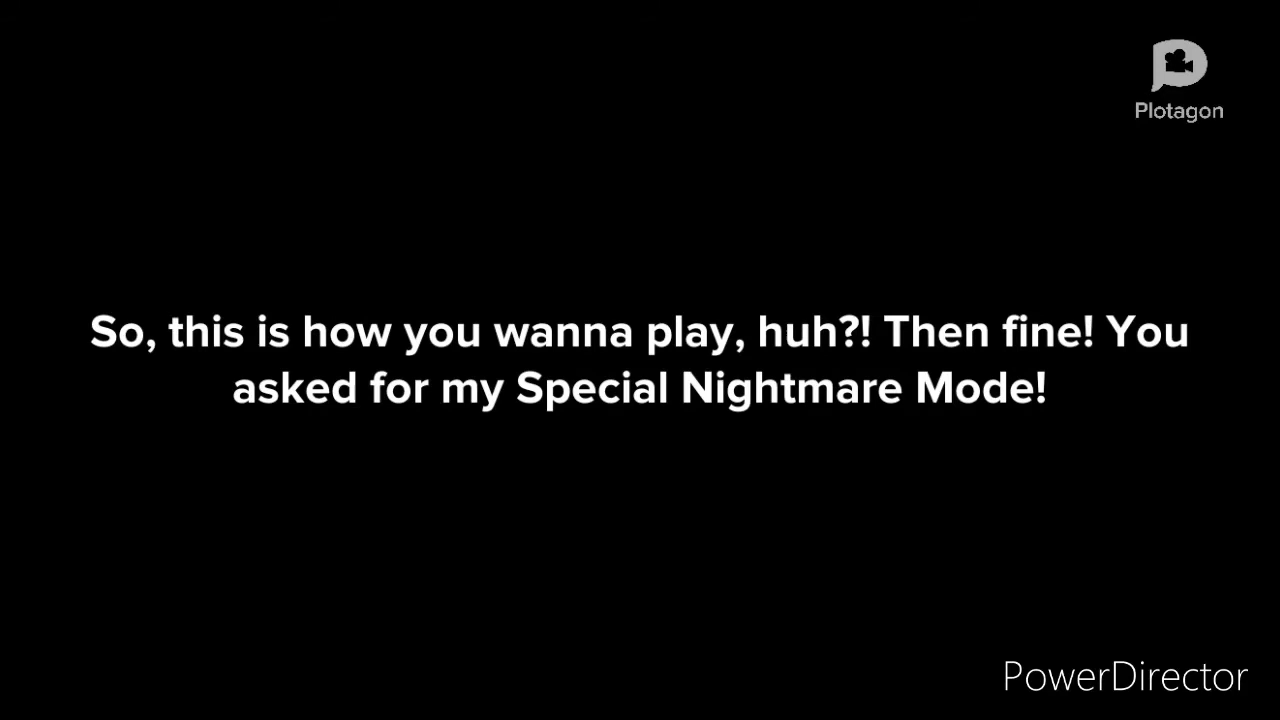 Plotagon
So, this is how you wanna play, huh?! Then fine! You
asked for my Special Nightmare Mode!
PowerDirector